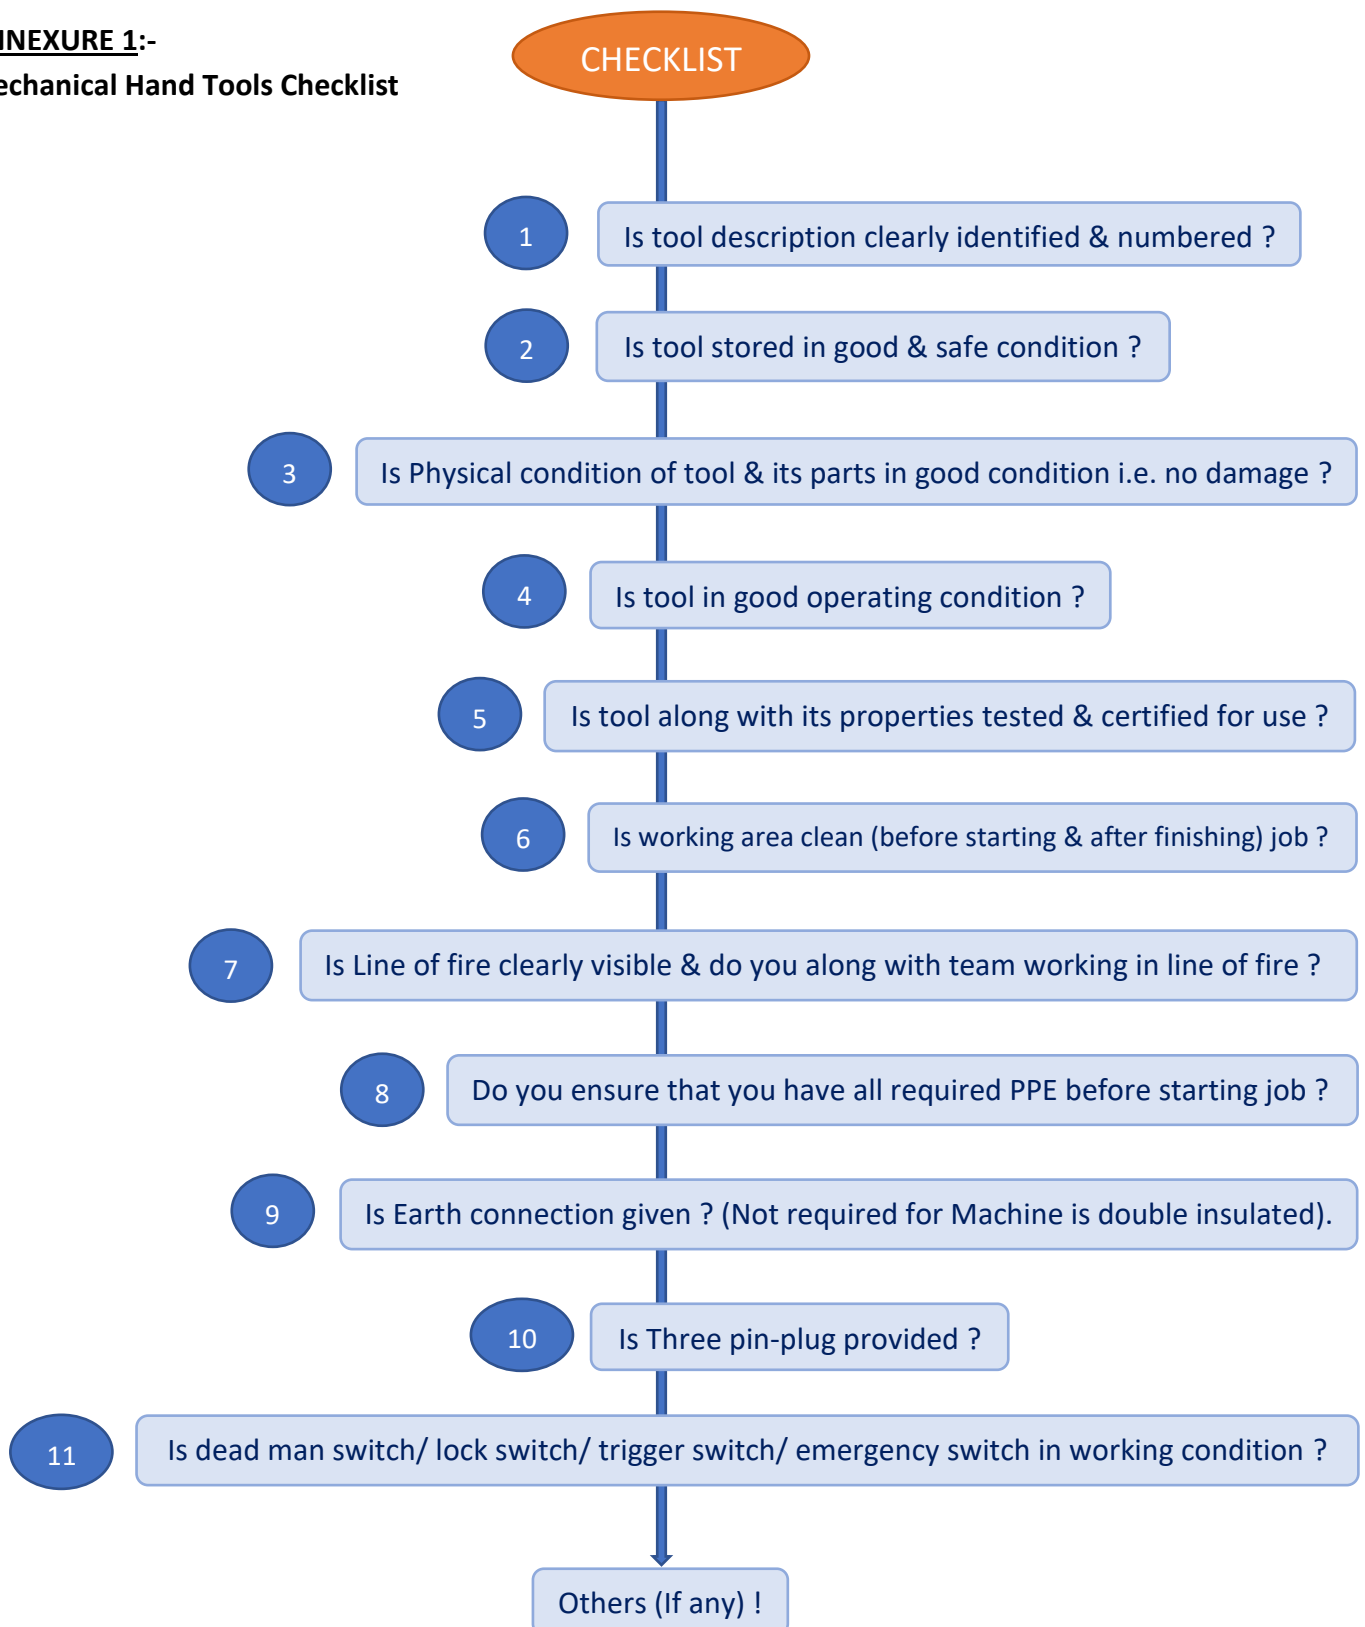 NNEXURE 1:-
echanical Hand Tools Checklist
CHECKLIST
1 Is tool description clearly identified & numbered ?
2 Is tool stored in good & safe condition ?
3 Is Physical condition of tool & its parts in good condition i.e. no damage ?
4 Is tool in good operating condition ?
5 Is tool along with its properties tested & certified for use ?
6 Is working area clean (before starting & after finishing) job ?
7 Is Line of fire clearly visible & do you along with team working in line of fire ?
8 Do you ensure that you have all required PPE before starting job ?
9 Is Earth connection given ? (Not required for Machine is double insulated).
10 Is Three pin-plug provided ?
11 Is dead man switch/ lock switch/ trigger switch/ emergency switch in working condition ?
Others (If any) !